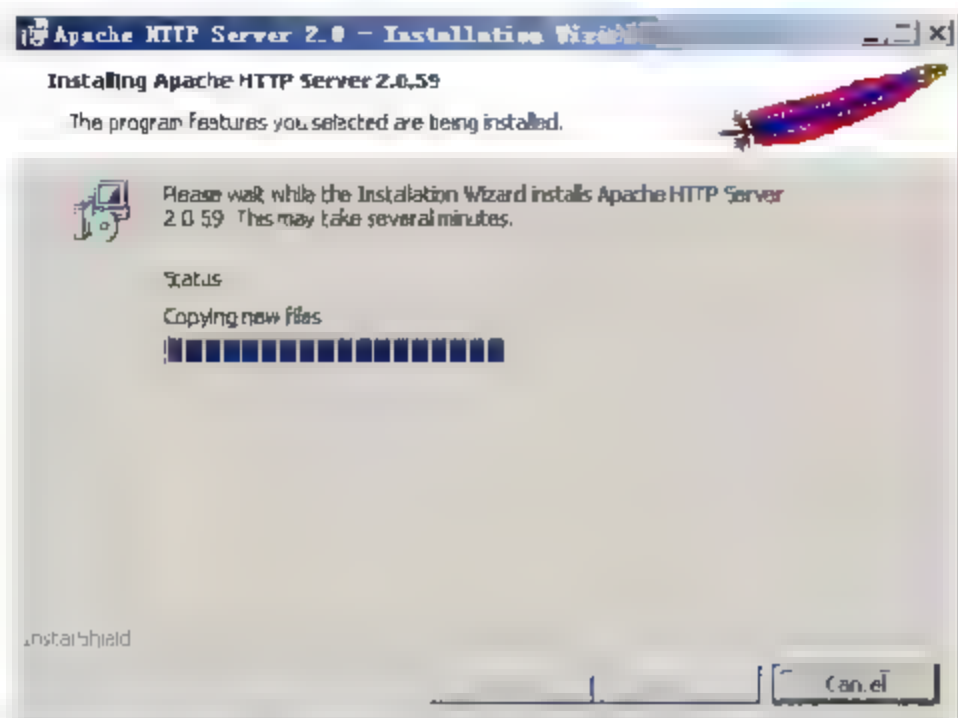 Apache HTTP Server 2.0 - Installation Wizard
Installing Apache HTTP Server 2.0.59
The program features you selected are being installed.
Please wait while the Installation Wizard installs Apache HTTP Server
2.0.59. This may take several minutes.
Status
Copying new files
InstallShield
Cancel